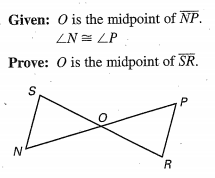 Given: O is the midpoint of NP.
∠N ≅ ∠P
Prove: O is the midpoint of SR.
S
P
O
N
R